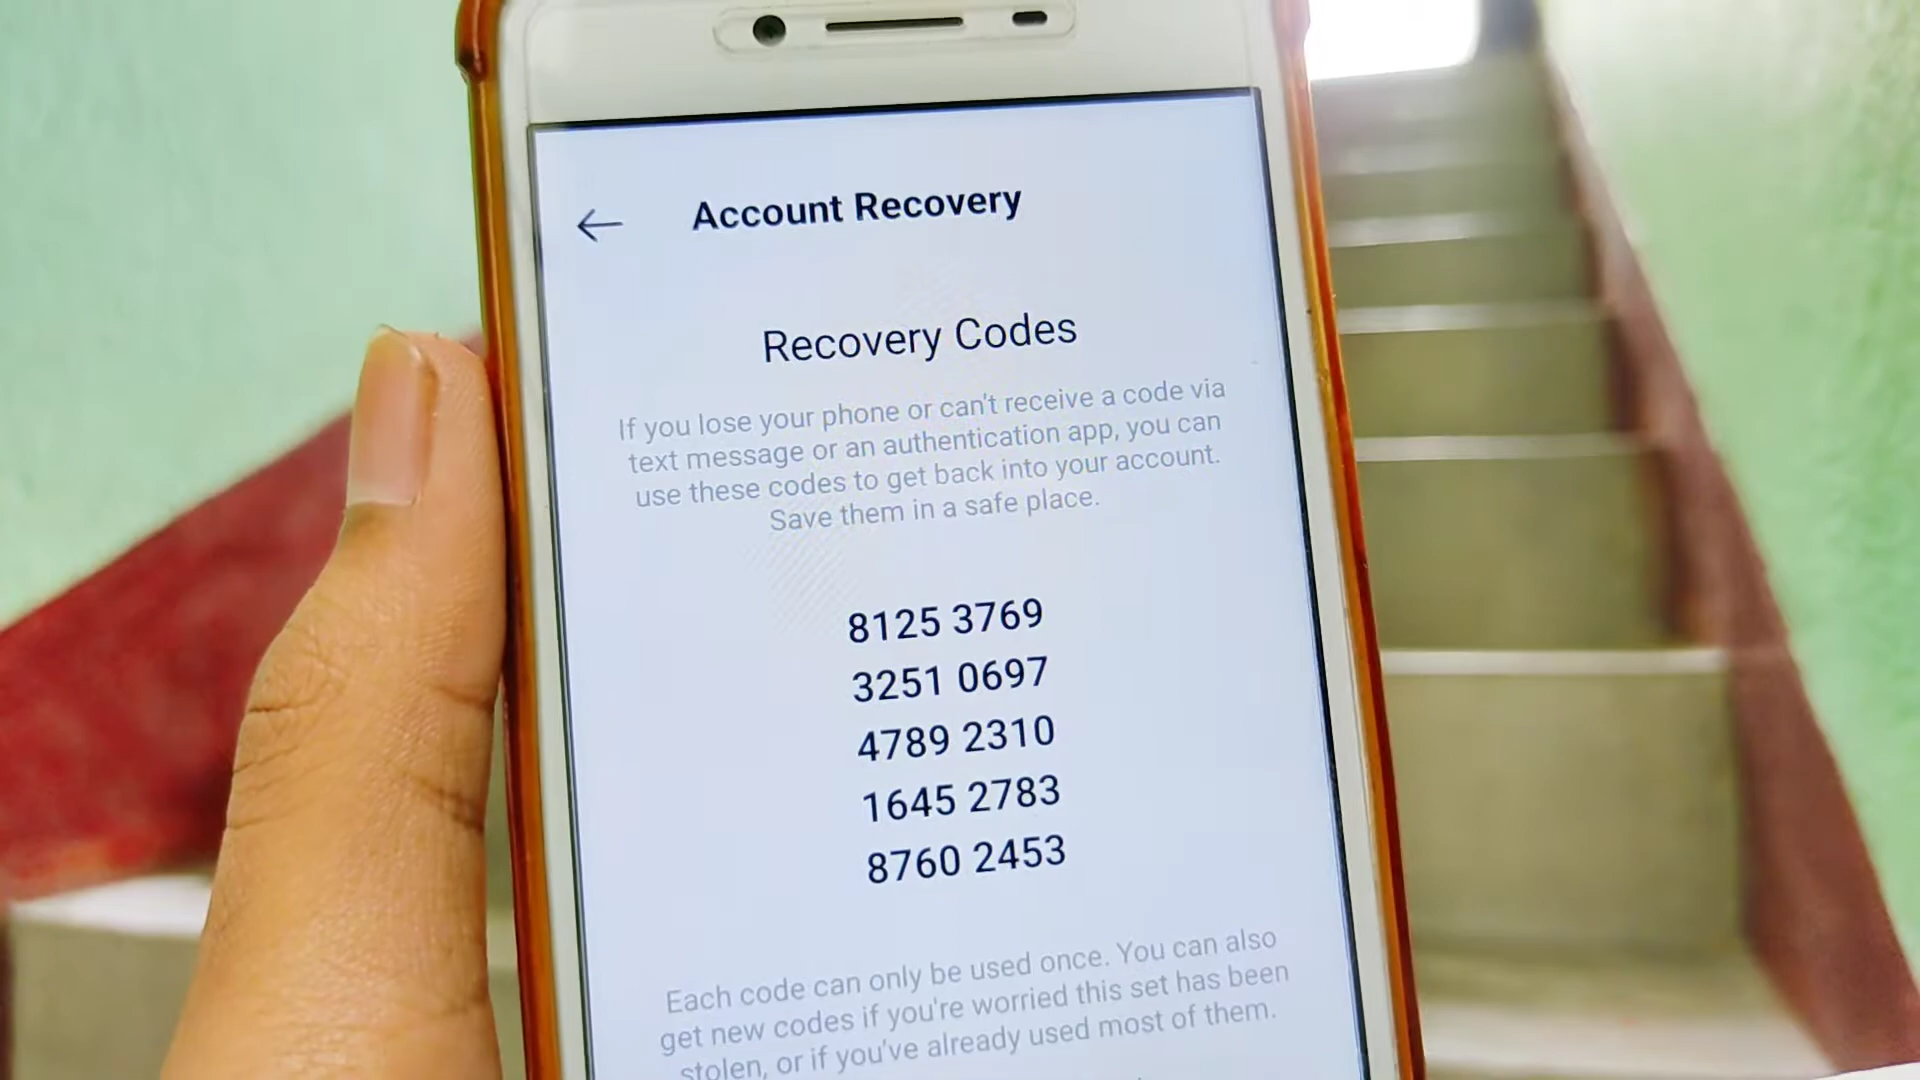 Account Recovery
Recovery Codes
If you lose your phone or can't receive a code via
text message or an authentication app, you can
use these codes to get back into your account.
Save them in a safe place.
8125 3769
3251 0697
4789 2310
1645 2783
8760 2453
Each code can only be used once. You can also
get new codes if you're worried this set has been
stolen, or if you've already used most of them.